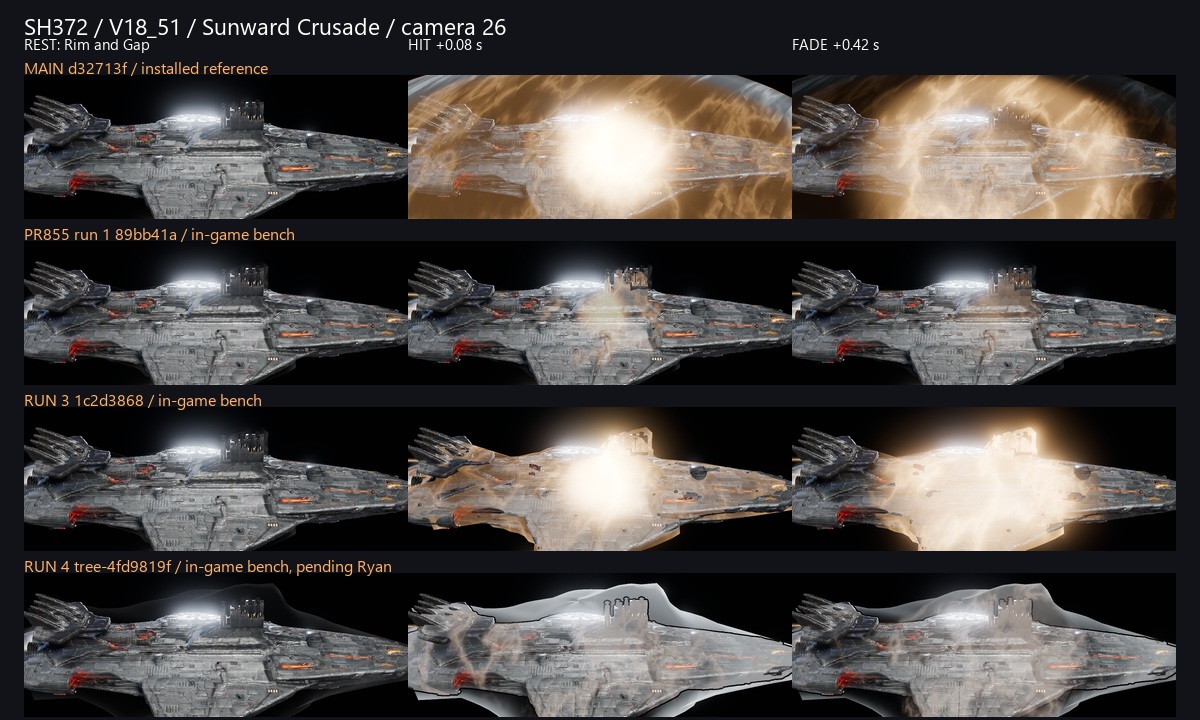 SH372 / V18_51 / Sunward Crusade / camera 26
REST: Rim and Gap
HIT +0.08 s
FADE +0.42 s
MAIN d32713f / installed reference
PR855 run 1 89bb41a / in-game bench
RUN 3 1c2d3868 / in-game bench
RUN 4 tree-4fd9819f / in-game bench, pending Ryan